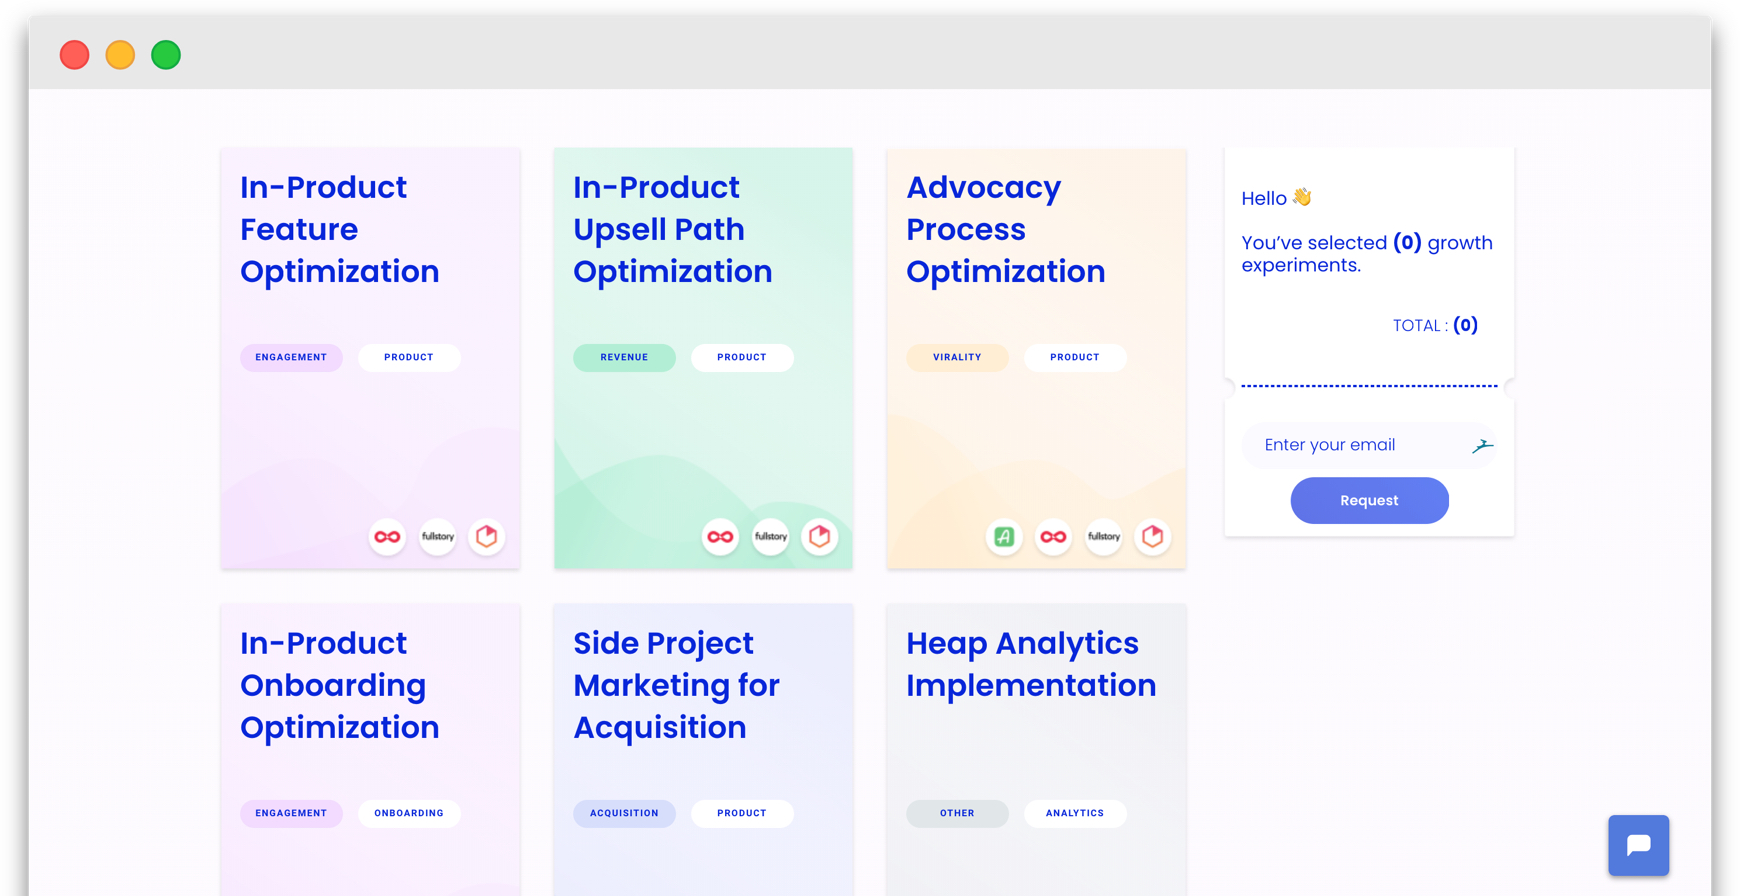 In-Product
Feature
Optimization
ENGAGEMENT
PRODUCT
fullstory
In-Product
Upsell Path
Optimization
REVENUE
PRODUCT
fullstory
Advocacy
Process
Optimization
VIRALITY
PRODUCT
A
fullstory
Hello 👋
You’ve selected (0) growth
experiments.
TOTAL : (0)
Enter your email
Request
In-Product
Onboarding
Optimization
ENGAGEMENT
ONBOARDING
Side Project
Marketing for
Acquisition
ACQUISITION
PRODUCT
Heap Analytics
Implementation
OTHER
ANALYTICS